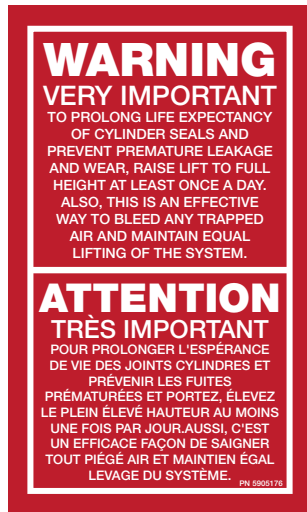 WARNING
VERY IMPORTANT
TO PROLONG LIFE EXPECTANCY
OF CYLINDER SEALS AND
PREVENT PREMATURE LEAKAGE
AND WEAR, RAISE LIFT TO FULL
HEIGHT AT LEAST ONCE A DAY.
ALSO, THIS IS AN EFFECTIVE
WAY TO BLEED ANY TRAPPED
AIR AND MAINTAIN EQUAL
LIFTING OF THE SYSTEM.
ATTENTION
TRÈS IMPORTANT
POUR PROLONGER L'ESPÉRANCE
DE VIE DES JOINTS CYLINDRES ET
PRÉVENIR LES FUITES
PRÉMATURÉES ET PORTEZ, ÉLEVEZ
LE PLEIN ÉLEVÉ HAUTEUR AU MOINS
UNE FOIS PAR JOUR.AUSSI, C'EST
UN EFFICACE FAÇON DE SAIGNER
TOUT PIÉGÉ AIR ET MAINTIEN ÉGAL
LEVAGE DU SYSTÈME.
PN 5905176